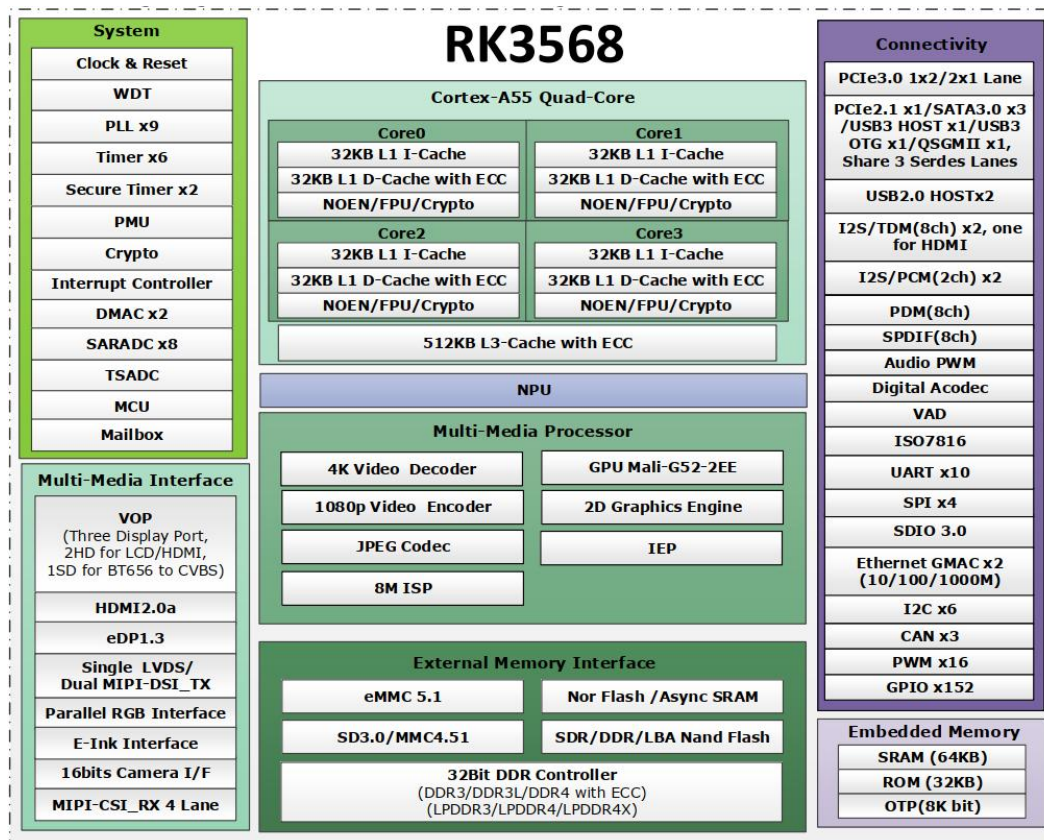 RK3568
System
Clock & Reset
WDT
PLL x9
Timer x6
Secure Timer x2
PMU
Crypto
Interrupt Controller
DMAC x2
SARADC x8
TSADC
MCU
Mailbox
Multi-Media Interface
VOP
(Three Display Port,
2HD for LCD/HDMI,
1SD for BT656 to CVBS)
HDMI2.0a
eDP1.3
Single LVDS/
Dual MIPI-DSI_TX
Parallel RGB Interface
E-Ink Interface
16bits Camera I/F
MIPI-CSI_RX 4 Lane
Cortex-A55 Quad-Core
Core0
32KB L1 I-Cache
32KB L1 D-Cache with ECC
NOEN/FPU/Crypto
Core1
32KB L1 I-Cache
32KB L1 D-Cache with ECC
NOEN/FPU/Crypto
Core2
32KB L1 I-Cache
32KB L1 D-Cache with ECC
NOEN/FPU/Crypto
Core3
32KB L1 I-Cache
32KB L1 D-Cache with ECC
NOEN/FPU/Crypto
512KB L3-Cache with ECC
NPU
Multi-Media Processor
4K Video Decoder
GPU Mali-G52-2EE
1080p Video Encoder
2D Graphics Engine
JPEG Codec
IEP
8M ISP
External Memory Interface
eMMC 5.1
Nor Flash /Async SRAM
SD3.0/MMC4.51
SDR/DDR/LBA Nand Flash
32Bit DDR Controller
(DDR3/DDR3L/DDR4 with ECC)
(LPDDR3/LPDDR4/LPDDR4X)
Connectivity
PCIe3.0 1x2/2x1 Lane
PCIe2.1 x1/SATA3.0 x3
/USB3 HOST x1/USB3
OTG x1/QSGMII x1,
Share 3 Serdes Lanes
USB2.0 HOSTx2
I2S/TDM(8ch) x2, one
for HDMI
I2S/PCM(2ch) x2
PDM(8ch)
SPDIF(8ch)
Audio PWM
Digital Acodec
VAD
ISO7816
UART x10
SPI x4
SDIO 3.0
Ethernet GMAC x2
(10/100/1000M)
I2C x6
CAN x3
PWM x16
GPIO x152
Embedded Memory
SRAM (64KB)
ROM (32KB)
OTP(8K bit)